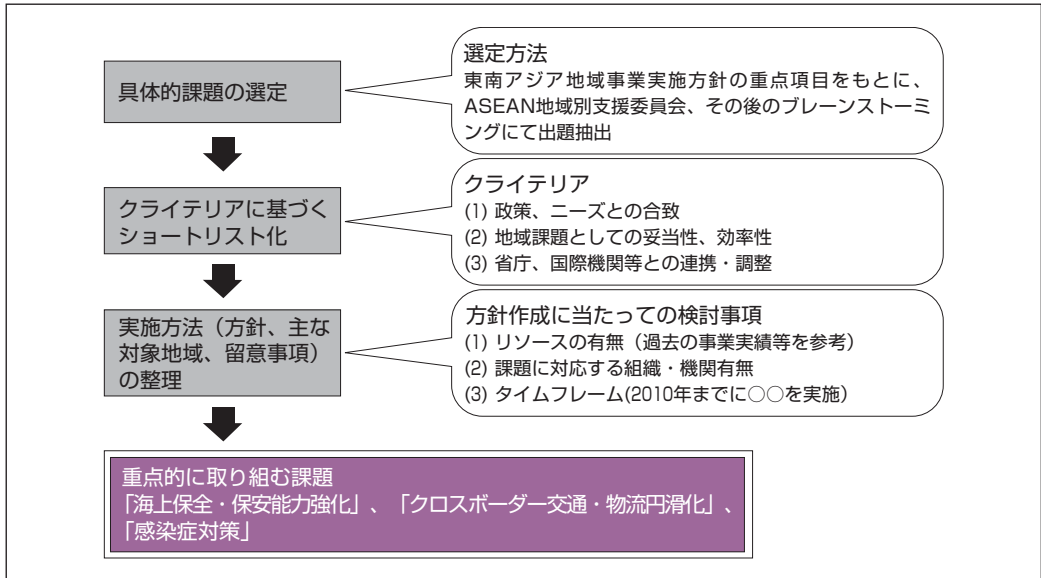 具体的課題の選定
選定方法
東南アジア地域事業実施方針の重点項目をもとに、
ASEAN地域別支援委員会、その後のブレーンストーミ
ングにて出題抽出
クライテリアに基づく
ショートリスト化
クライテリア
(1) 政策、ニーズとの合致
(2) 地域課題としての妥当性、効率性
(3) 省庁、国際機関等との連携・調整
実施方法（方針、主な
対象地域、留意事項）
の整理
方針作成に当たっての検討事項
(1) リソースの有無（過去の事業実績等を参考）
(2) 課題に対応する組織・機関有無
(3) タイムフレーム(2010年までに○○を実施）
重点的に取り組む課題
「海上保全・保安能力強化」、「クロスボーダー交通・物流円滑化」、
「感染症対策」